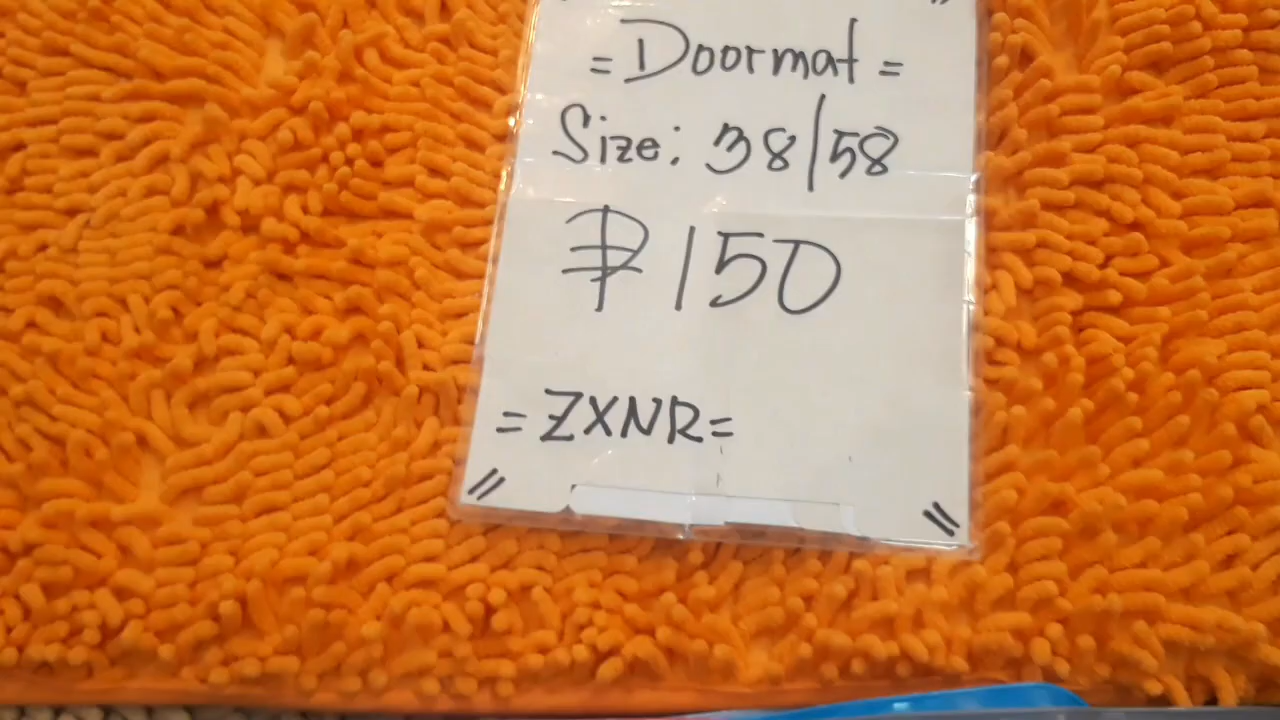 = Doormat =
Size: 38/58
₱150
= ZXNR =